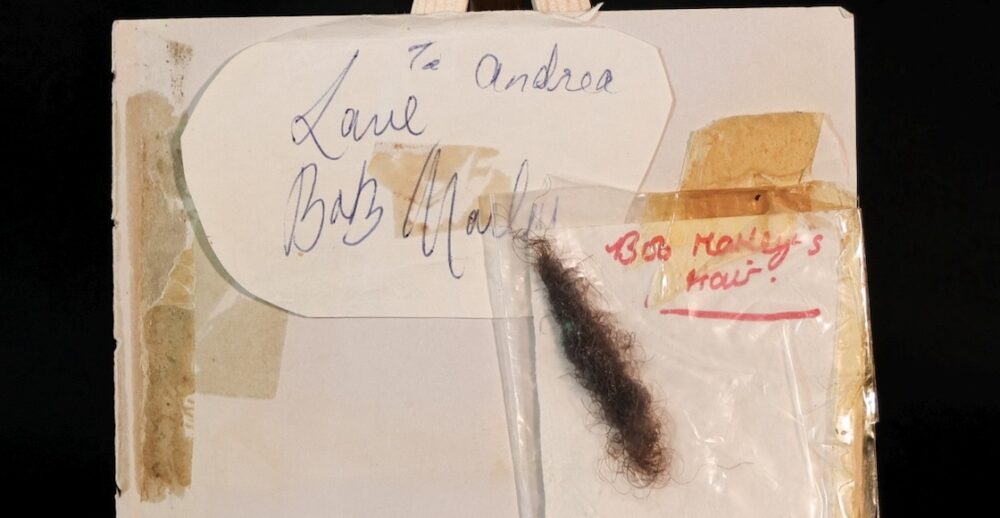 To Andrea
Love
BoB Marley
Bob Marley's
Hair.